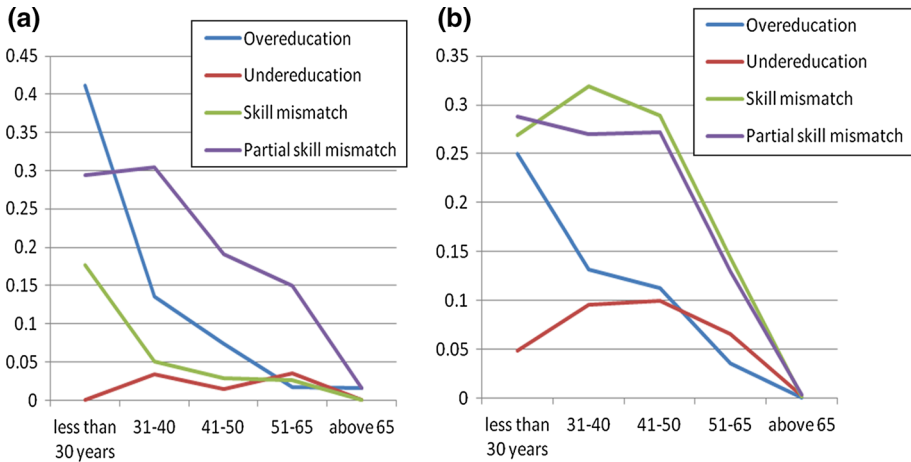 (a)
Overeducation
Undereducation
Skill mismatch
Partial skill mismatch
0.45
0.4
0.35
0.3
0.25
0.2
0.15
0.1
0.05
0
less than
30 years
31-40
41-50
51-65
above 65
(b)
Overeducation
Undereducation
Skill mismatch
Partial skill mismatch
0.35
0.3
0.25
0.2
0.15
0.1
0.05
0
less than
30 years
31-40
41-50
51-65
above 65